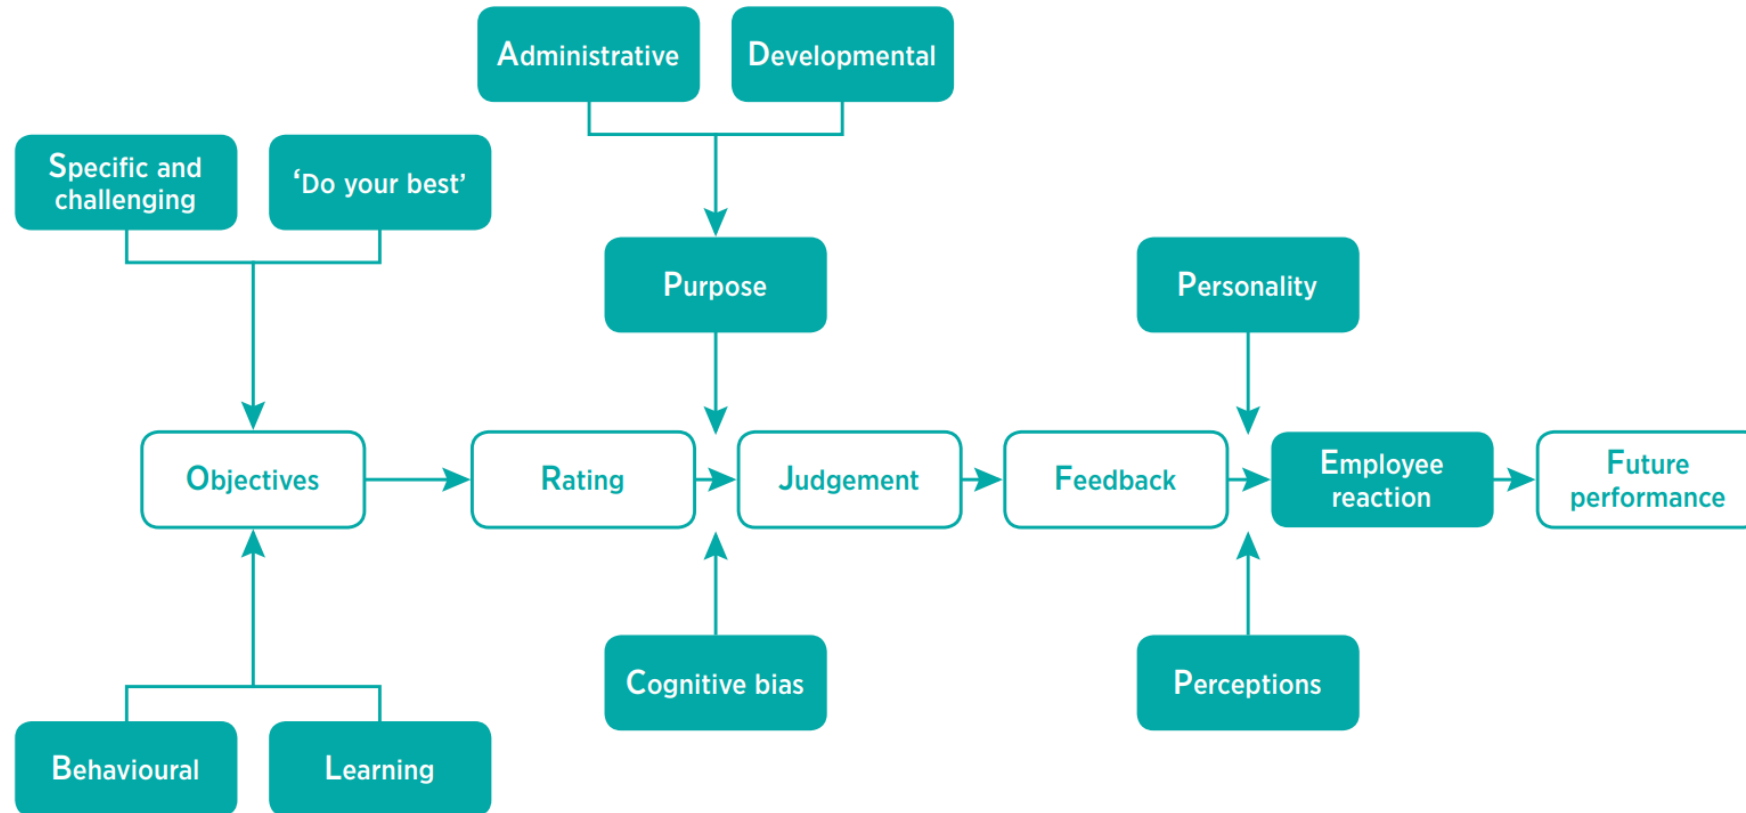 Administrative
Developmental
Specific and
challenging
‘Do your best’
Purpose
Personality
Objectives
Rating
Judgement
Feedback
Employee
reaction
Future
performance
Cognitive bias
Perceptions
Behavioural
Learning